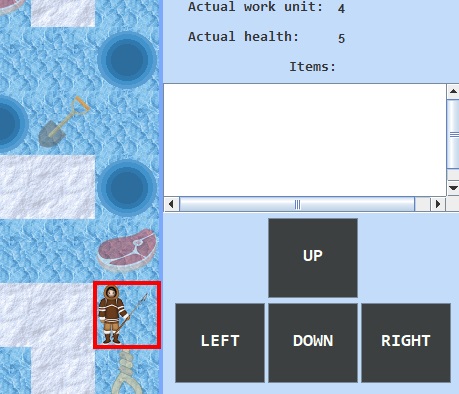 Actual work unit: 4
Actual health: 5
Items:
UP
LEFT DOWN RIGHT